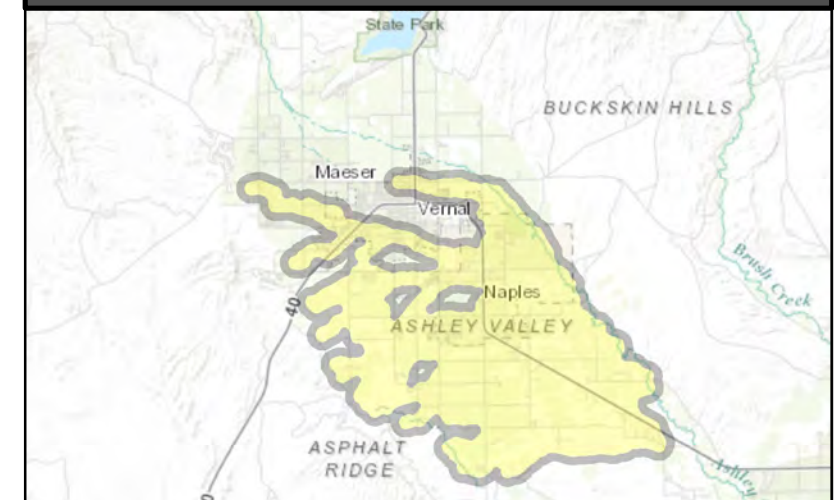 State Park
BUCKSKIN HILLS
Maeser
Vernal
Brush Creek
Naples
40
ASHLEY VALLEY
ASPHALT
RIDGE
Ashley